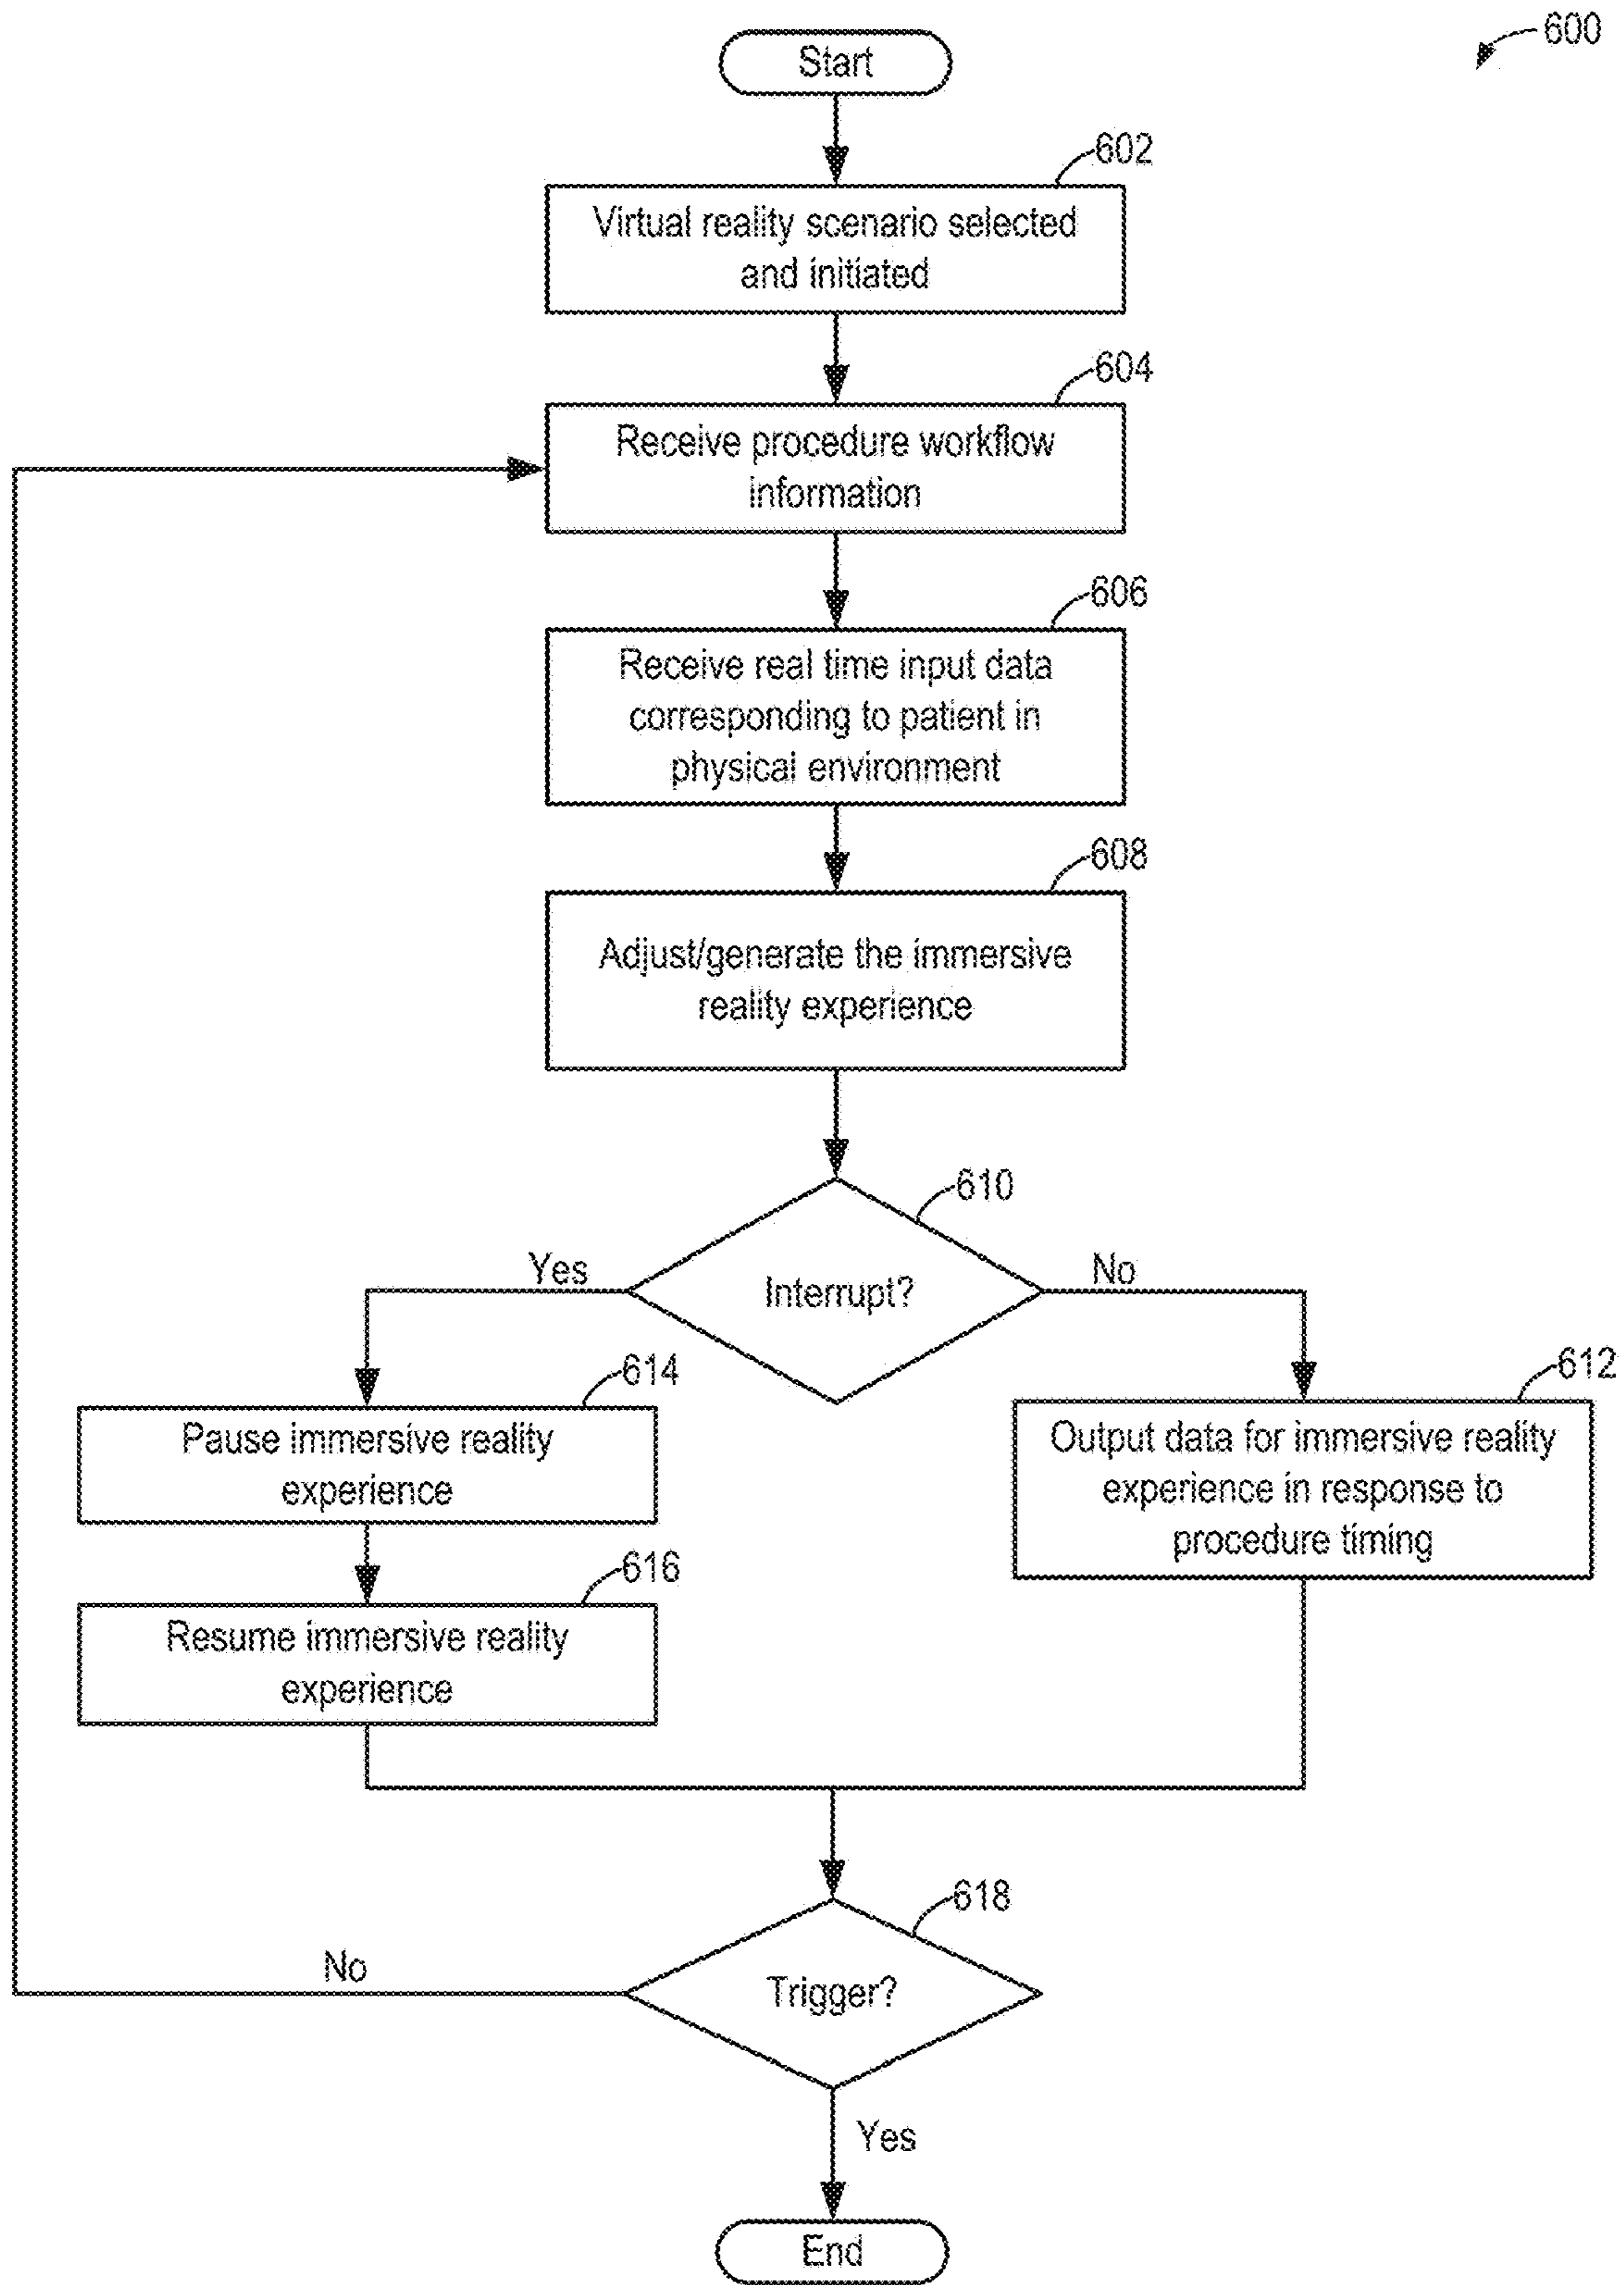 600
Start
602
Virtual reality scenario selected
and initiated
604
Receive procedure workflow
information
606
Receive real time input data
corresponding to patient in
physical environment
608
Adjust/generate the immersive
reality experience
610
Interrupt?
Yes
No
614
Pause immersive reality
experience
612
Output data for immersive reality
experience in response to
procedure timing
616
Resume immersive reality
experience
618
Trigger?
No
Yes
End